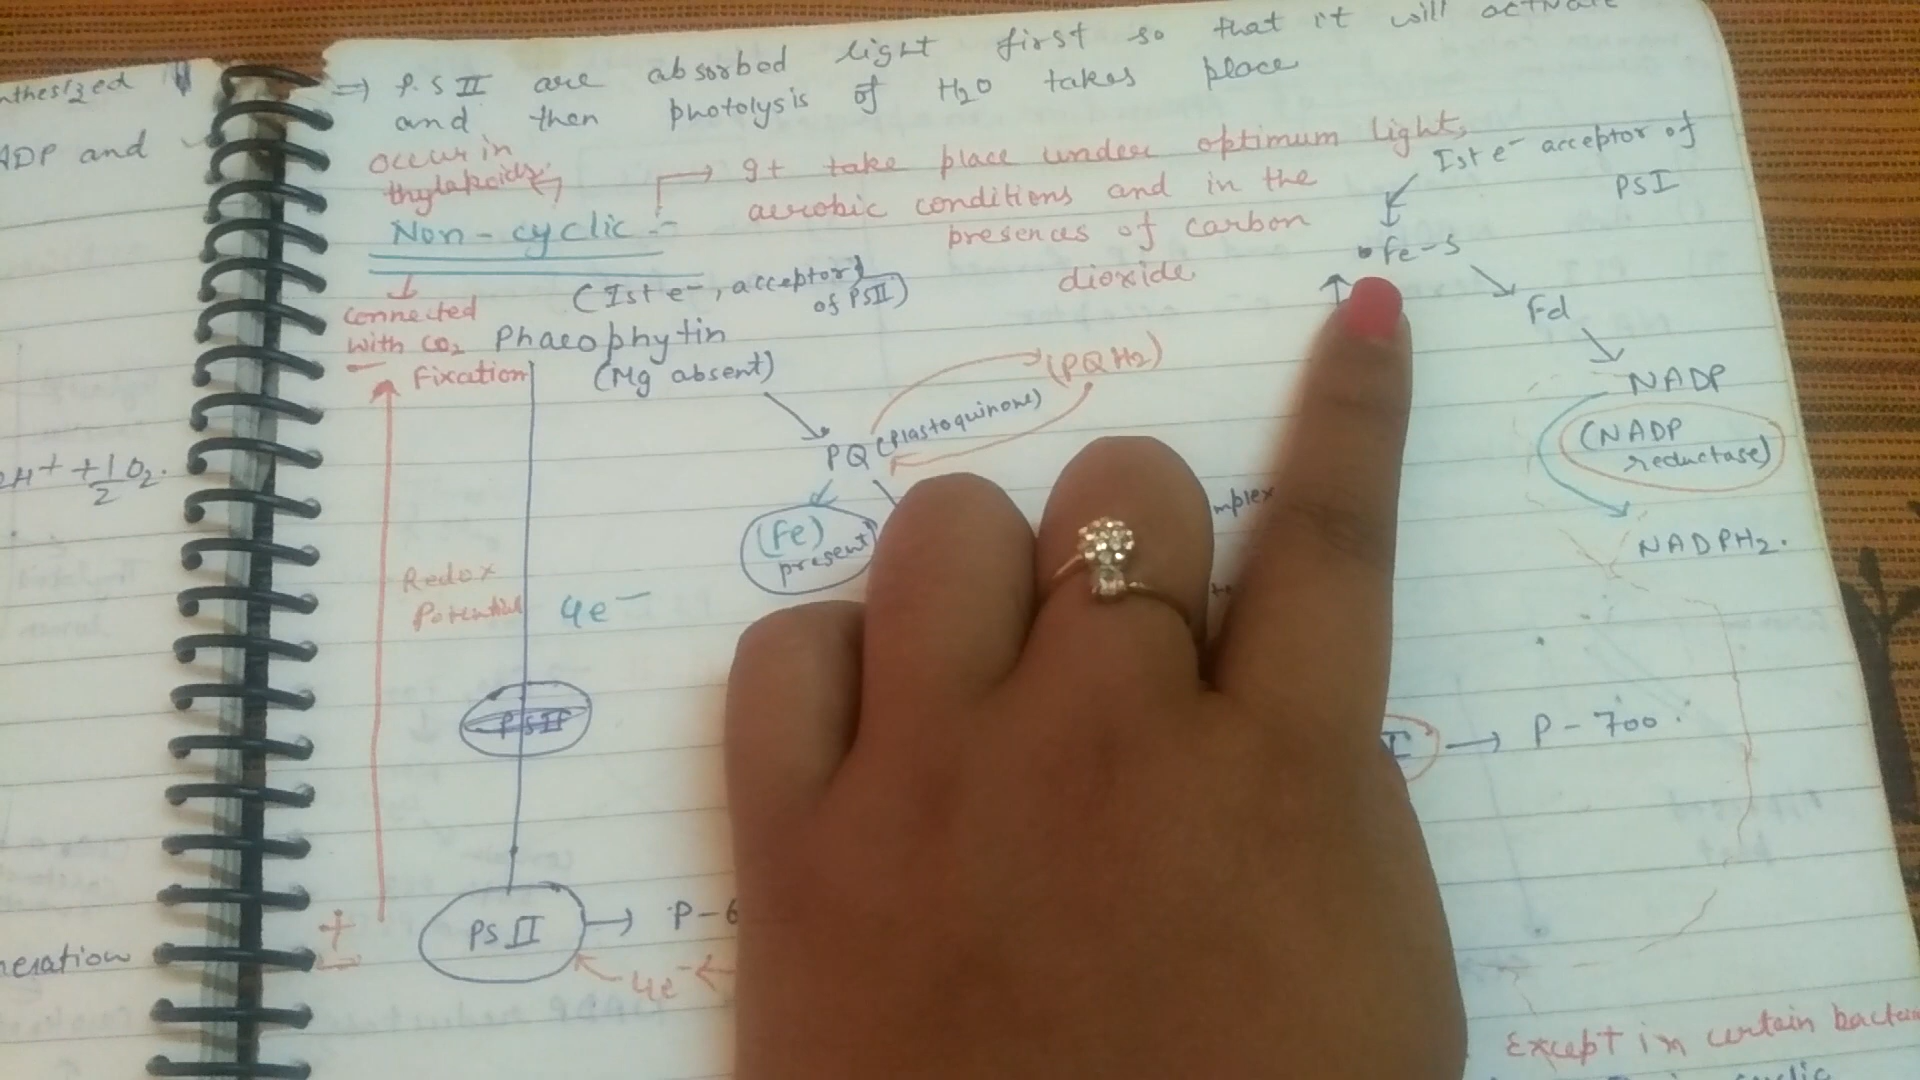 nthesized
ADP and
2H+ + 1/2 O2.
neration
=> P.S II are absorbed light first so that it will activate
and then photolysis of H2O takes place
occur in
thylakoids
Non-cyclic :-
→ It take place under optimum light,
aerobic conditions and in the
presences of carbon
dioxide
Ist e- acceptor of
PSI
Fe-S
Fd
NADP
(NADP
reductase)
NADPH2.
connected
with CO2
fixation
(Ist e-, acceptor
of PSII)
Phaeophytin
(Mg absent)
(PQH2)
PQ (Plastoquinone)
(Fe)
present
mplex
Redox
Potential
4e-
PSII
I → P-700.
PS II → P-6
4e- ←
+
Except in certain bacteria
cyclic